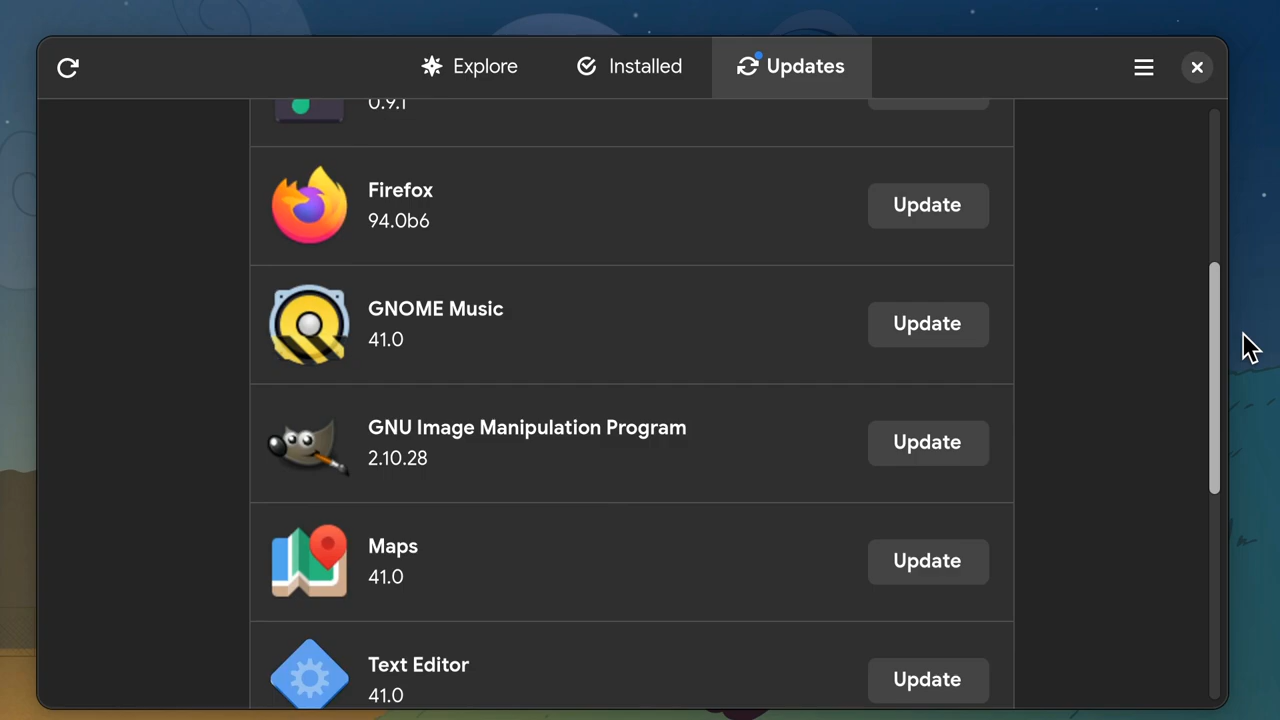 Explore
Installed
Updates
0.9.1
Firefox
94.0b6
Update
GNOME Music
41.0
Update
GNU Image Manipulation Program
2.10.28
Update
Maps
41.0
Update
Text Editor
41.0
Update